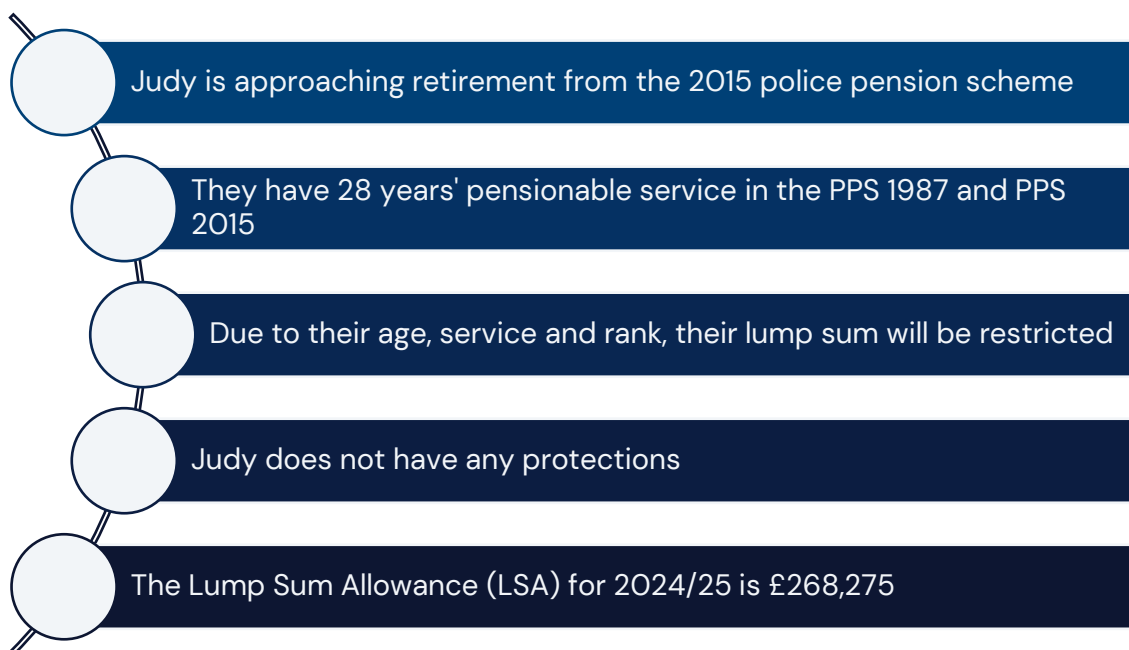 Judy is approaching retirement from the 2015 police pension scheme
They have 28 years' pensionable service in the PPS 1987 and PPS
2015
Due to their age, service and rank, their lump sum will be restricted
Judy does not have any protections
The Lump Sum Allowance (LSA) for 2024/25 is £268,275